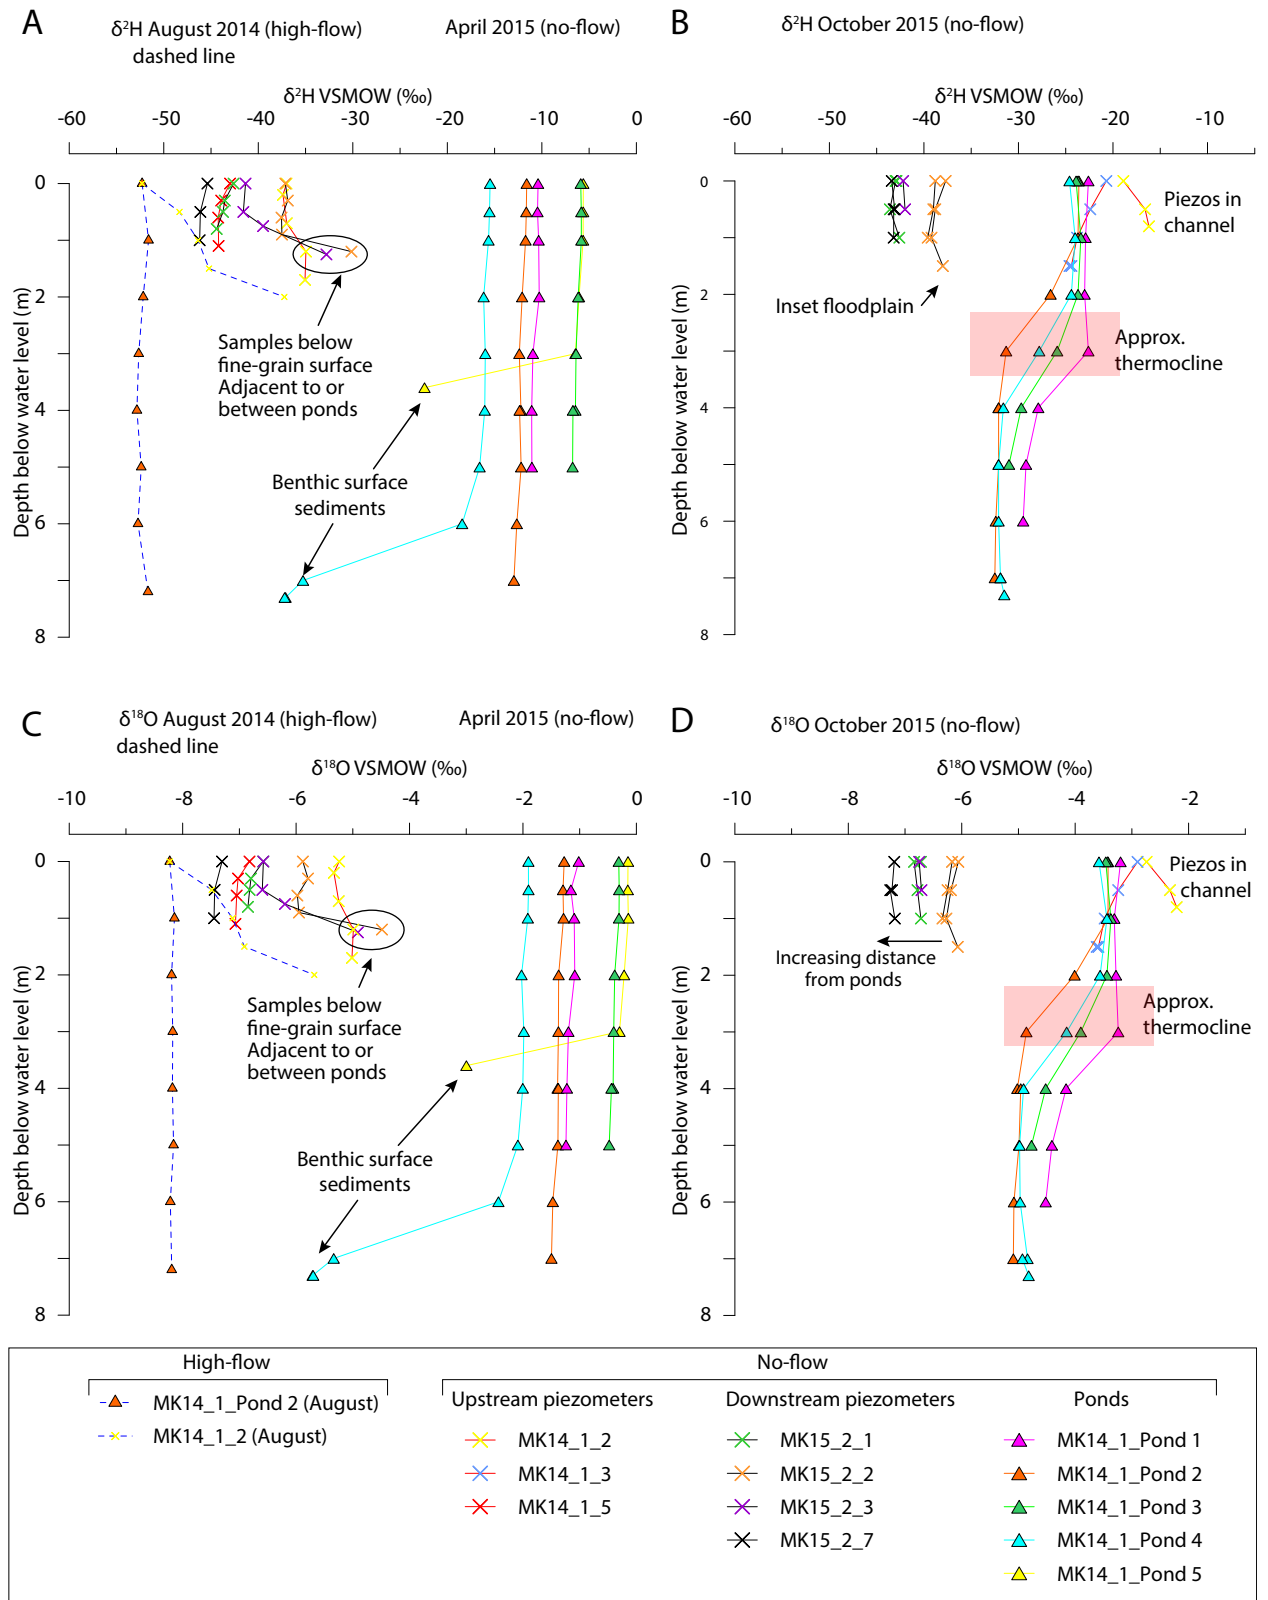 A
δ²H August 2014 (high-flow)
dashed line
April 2015 (no-flow)
δ²H VSMOW (‰)
-60 -50 -40 -30 -20 -10 0
Depth below water level (m)
0
2
4
6
8
Samples below
fine-grain surface
Adjacent to or
between ponds
Benthic surface
sediments
B
δ²H October 2015 (no-flow)
δ²H VSMOW (‰)
-60 -50 -40 -30 -20 -10
Depth below water level (m)
0
2
4
6
8
Piezos in
channel
Inset floodplain
Approx.
thermocline
C
δ¹⁸O August 2014 (high-flow)
dashed line
April 2015 (no-flow)
δ¹⁸O VSMOW (‰)
-10 -8 -6 -4 -2 0
Depth below water level (m)
0
2
4
6
8
Samples below
fine-grain surface
Adjacent to or
between ponds
Benthic surface
sediments
D
δ¹⁸O October 2015 (no-flow)
δ¹⁸O VSMOW (‰)
-10 -8 -6 -4 -2
Depth below water level (m)
0
2
4
6
8
Piezos in
channel
Increasing distance
from ponds
Approx.
thermocline
High-flow
MK14_1_Pond 2 (August)
MK14_1_2 (August)
No-flow
Upstream piezometers
MK14_1_2
MK14_1_3
MK14_1_5
Downstream piezometers
MK15_2_1
MK15_2_2
MK15_2_3
MK15_2_7
Ponds
MK14_1_Pond 1
MK14_1_Pond 2
MK14_1_Pond 3
MK14_1_Pond 4
MK14_1_Pond 5